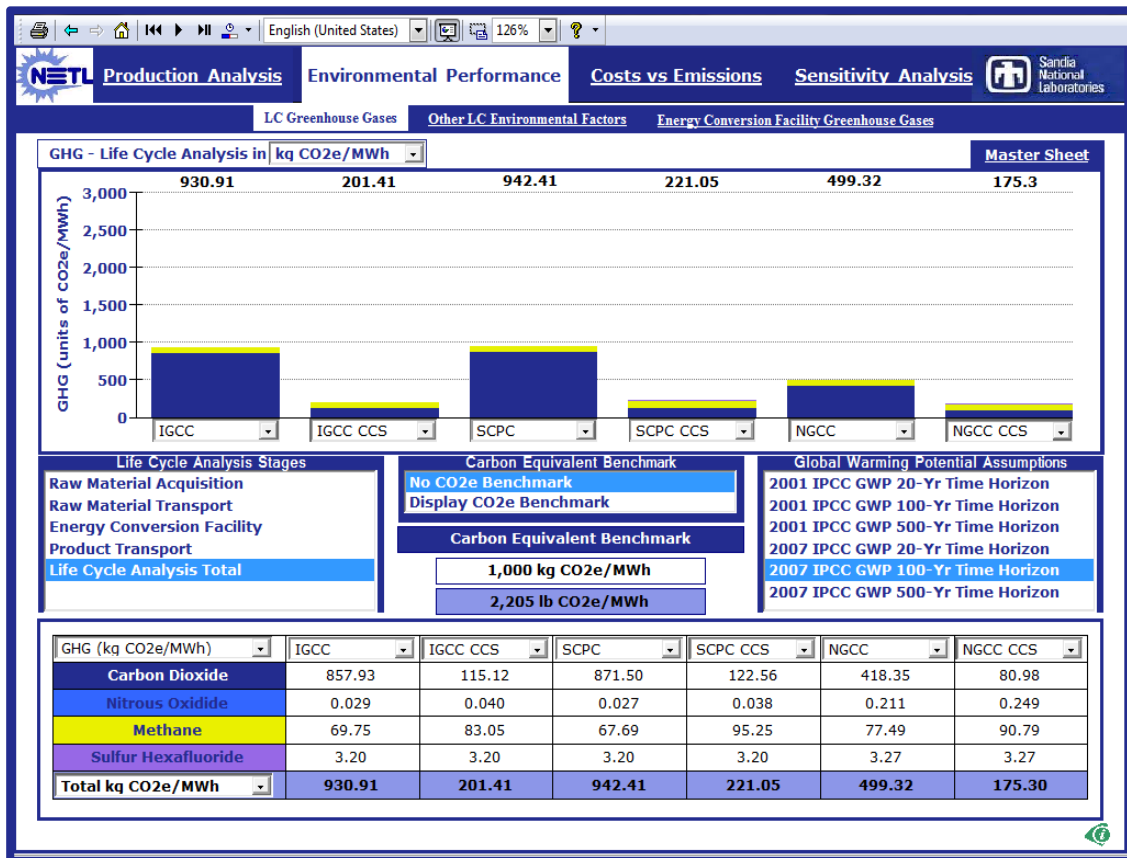 English (United States) 126%
NETL Production Analysis Environmental Performance Costs vs Emissions Sensitivity Analysis Sandia National Laboratories
LC Greenhouse Gases Other LC Environmental Factors Energy Conversion Facility Greenhouse Gases
GHG - Life Cycle Analysis in kg CO2e/MWh Master Sheet
930.91 201.41 942.41 221.05 499.32 175.3
GHG (units of CO2e/MWh)
3,000
2,500
2,000
1,500
1,000
500
0
IGCC IGCC CCS SCPC SCPC CCS NGCC NGCC CCS
Life Cycle Analysis Stages
Raw Material Acquisition
Raw Material Transport
Energy Conversion Facility
Product Transport
Life Cycle Analysis Total
Carbon Equivalent Benchmark
No CO2e Benchmark
Display CO2e Benchmark
Carbon Equivalent Benchmark
1,000 kg CO2e/MWh
2,205 lb CO2e/MWh
Global Warming Potential Assumptions
2001 IPCC GWP 20-Yr Time Horizon
2001 IPCC GWP 100-Yr Time Horizon
2001 IPCC GWP 500-Yr Time Horizon
2007 IPCC GWP 20-Yr Time Horizon
2007 IPCC GWP 100-Yr Time Horizon
2007 IPCC GWP 500-Yr Time Horizon
GHG (kg CO2e/MWh) IGCC IGCC CCS SCPC SCPC CCS NGCC NGCC CCS
Carbon Dioxide 857.93 115.12 871.50 122.56 418.35 80.98
Nitrous Oxidide 0.029 0.040 0.027 0.038 0.211 0.249
Methane 69.75 83.05 67.69 95.25 77.49 90.79
Sulfur Hexafluoride 3.20 3.20 3.20 3.20 3.27 3.27
Total kg CO2e/MWh 930.91 201.41 942.41 221.05 499.32 175.30